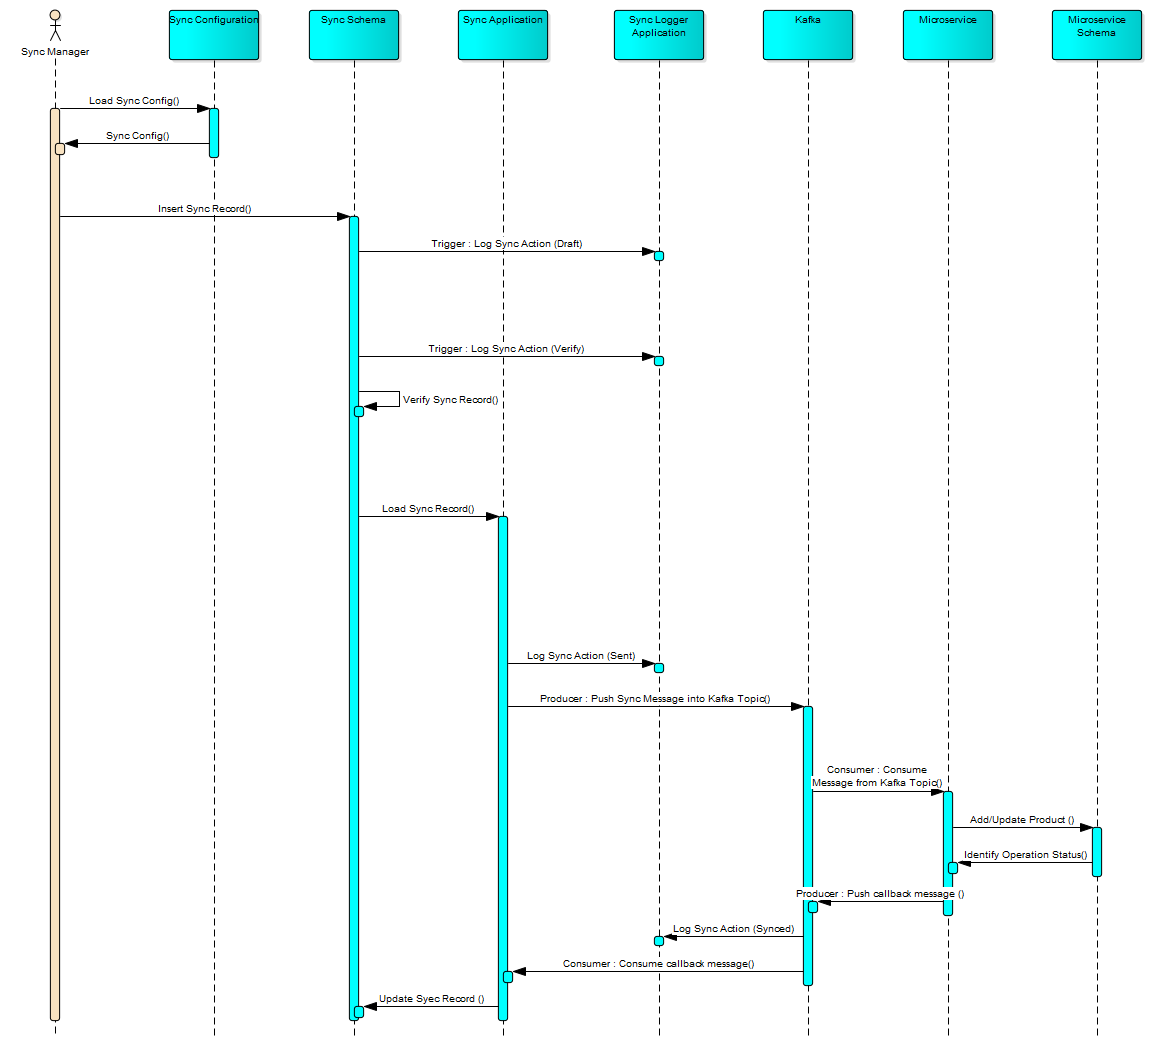 Sync Manager
Sync Configuration
Sync Schema
Sync Application
Sync Logger
Application
Kafka
Microservice
Microservice
Schema
Load Sync Config()
Sync Config()
Insert Sync Record()
Trigger : Log Sync Action (Draft)
Trigger : Log Sync Action (Verify)
Verify Sync Record()
Load Sync Record()
Log Sync Action (Sent)
Producer : Push Sync Message into Kafka Topic()
Consumer : Consume
Message from Kafka Topic()
Add/Update Product ()
Identify Operation Status()
Producer : Push callback message ()
Log Sync Action (Synced)
Consumer : Consume callback message()
Update Syec Record ()